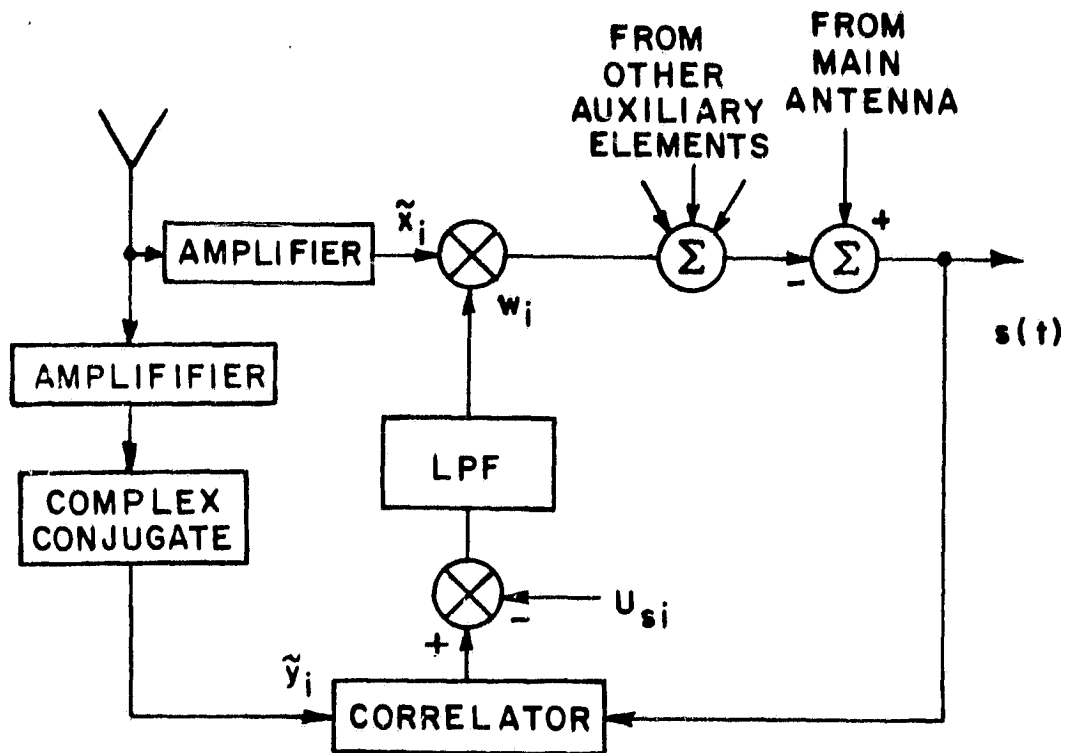 FROM
OTHER
AUXILIARY
ELEMENTS
FROM
MAIN
ANTENNA
AMPLIFIER
x̃i
wi
Σ
-
Σ
+
s(t)
AMPLIFIFIER
COMPLEX
CONJUGATE
LPF
+
-
Usi
ỹi
CORRELATOR